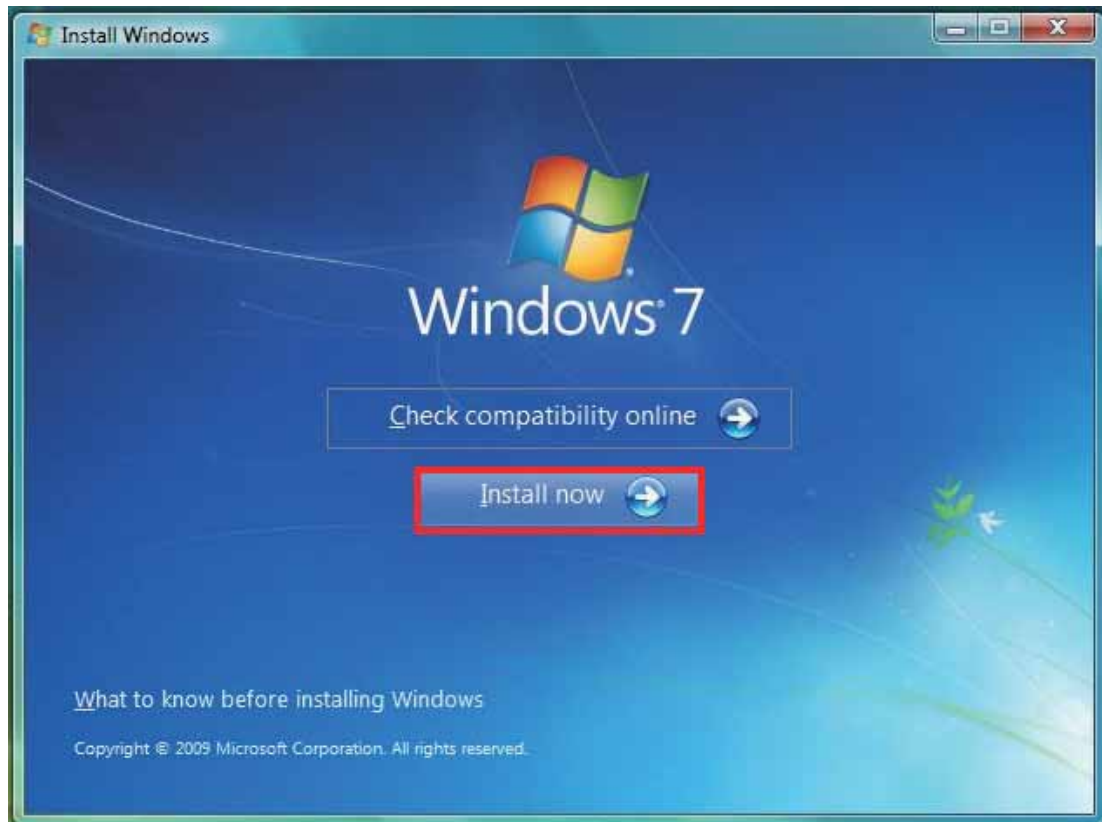 Install Windows
Windows® 7
Check compatibility online
Install now
What to know before installing Windows
Copyright © 2009 Microsoft Corporation. All rights reserved.